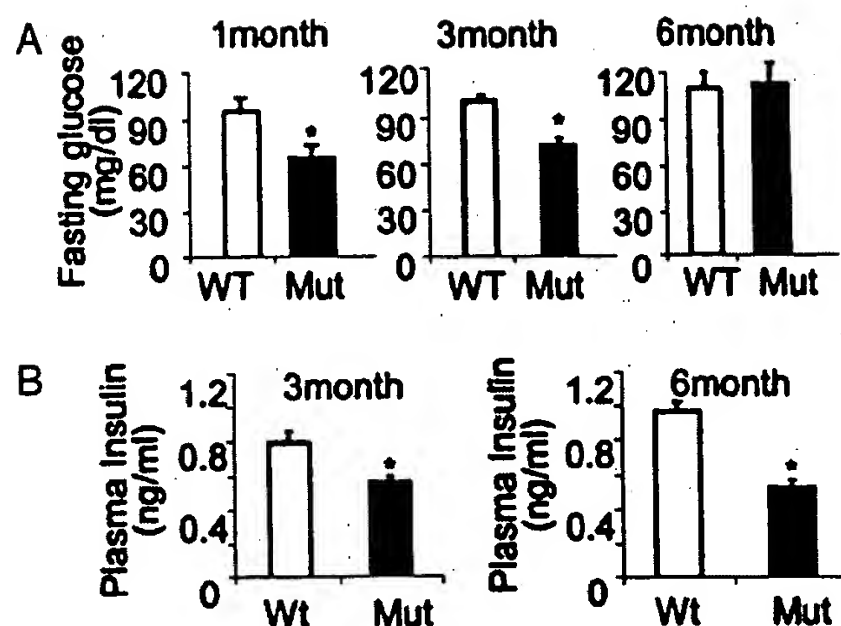 A
1month
3month
6month
Fasting glucose
(mg/dl)
120
90
60
30
0
WT Mut
120
90
60
30
0
WT Mut
120
90
60
30
0
WT Mut
*
*
B
3month
6month
Plasma Insulin
(ng/ml)
1.2
0.8
0.4
0
Wt Mut
*
Plasma Insulin
(ng/ml)
1.2
0.8
0.4
0
Wt Mut
*